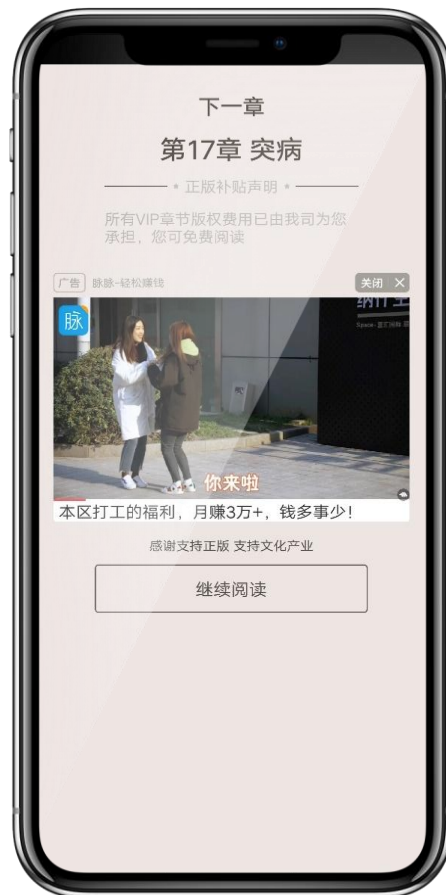 下一章
第17章 突病
正版补贴声明
所有VIP章节版权费用已由我司为您
承担，您可免费阅读
广告 脉脉-轻松赚钱 关闭 ×
脉
你来啦
本区打工的福利，月赚3万+，钱多事少！
感谢支持正版 支持文化产业
继续阅读